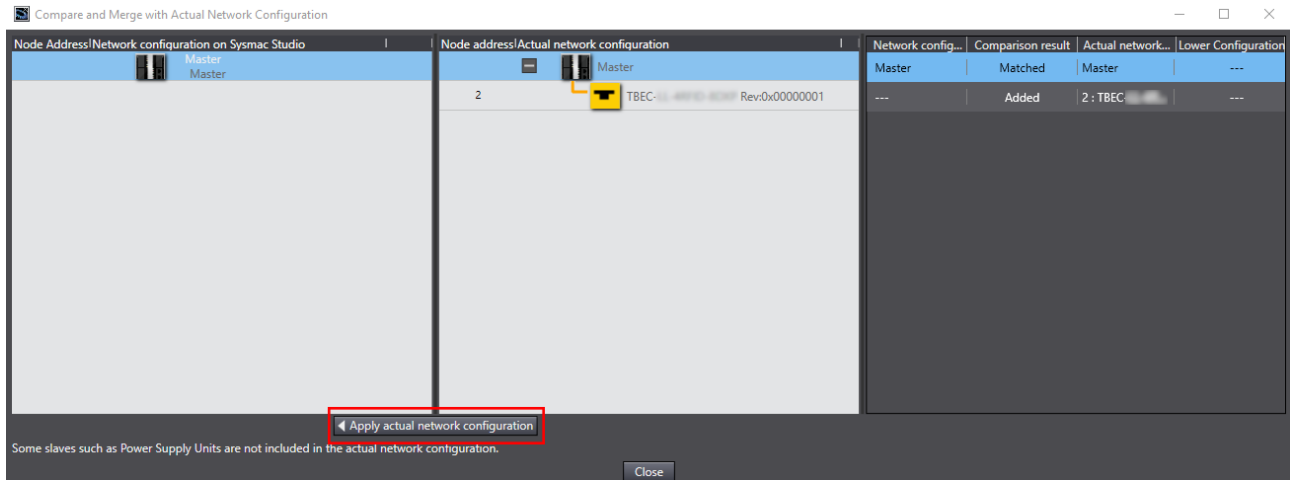 Compare and Merge with Actual Network Configuration
Node Address Network configuration on Sysmac Studio
Master
Master
Node address Actual network configuration
Master
2 TBEC- Rev:0x00000001
Network config... Comparison result Actual network... Lower Configuration
Master Matched Master ---
--- Added 2 : TBEC- ---
Apply actual network configuration
Some slaves such as Power Supply Units are not included in the actual network configuration.
Close